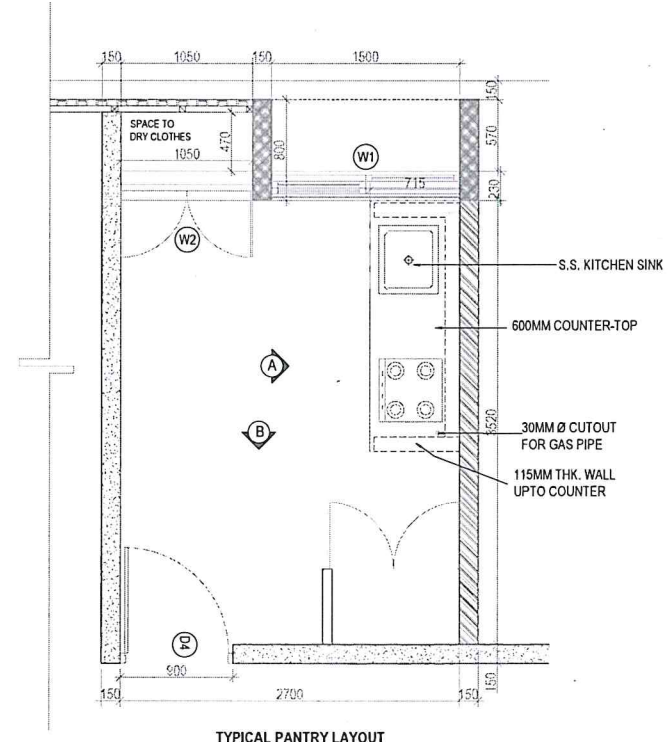 150 1050 150 1500
150
SPACE TO
DRY CLOTHES
1050
470
800
W1
570
715
230
W2
S.S. KITCHEN SINK
600MM COUNTER-TOP
A
B
3520
30MM Ø CUTOUT
FOR GAS PIPE
115MM THK. WALL
UPTO COUNTER
D4
900
150 2700 150
150
TYPICAL PANTRY LAYOUT